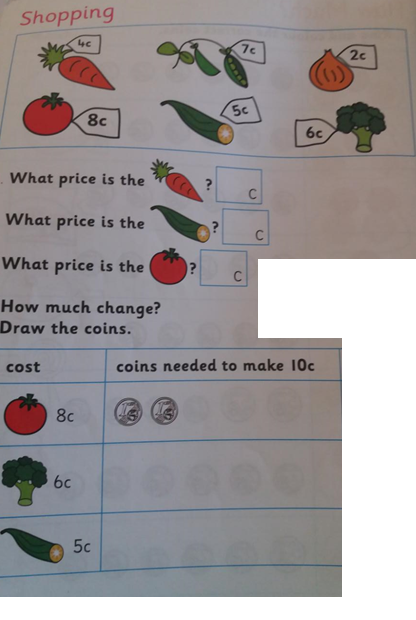 Shopping
4c
7c
2c
8c
5c
6c
. What price is the ? c
What price is the ? c
What price is the ? c
How much change?
Draw the coins.
cost coins needed to make 10c
8c
6c
5c